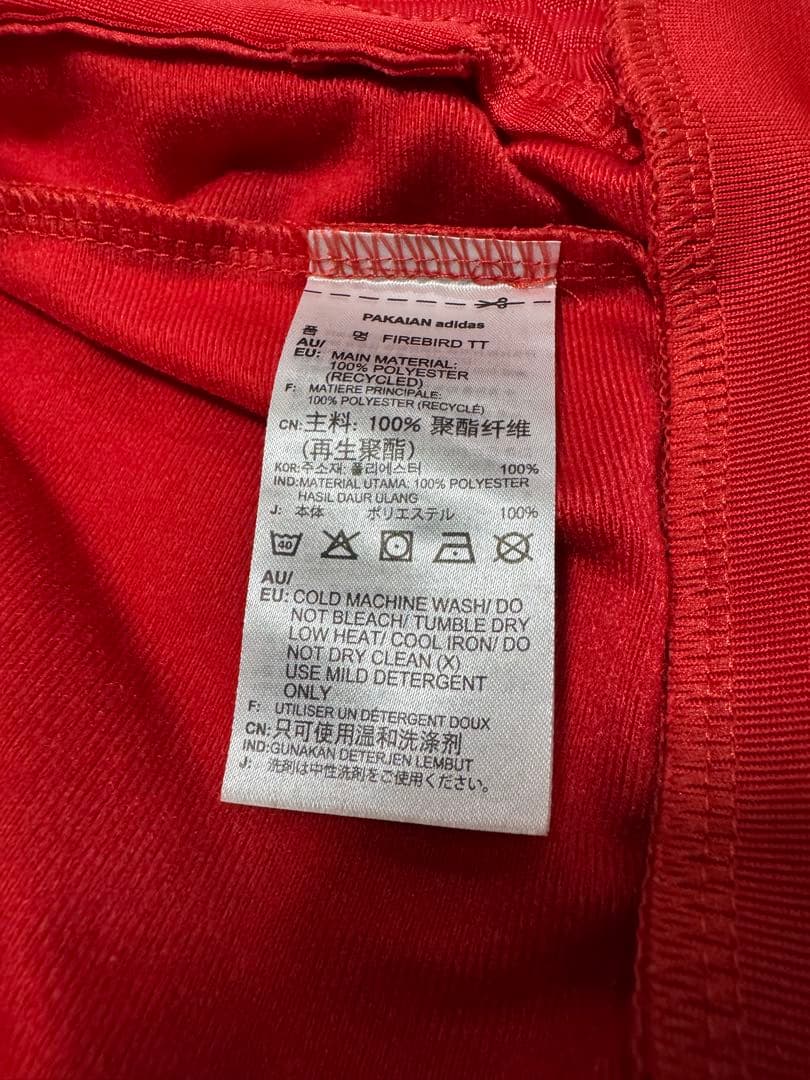 PAKAIAN adidas
품 명 FIREBIRD TT
AU/
EU: MAIN MATERIAL:
100% POLYESTER
(RECYCLED)
F: MATIERE PRINCIPALE:
100% POLYESTER (RECYCLÉ)
CN: 主料: 100% 聚酯纤维
(再生聚酯)
KOR:주소재: 폴리에스터 100%
IND:MATERIAL UTAMA: 100% POLYESTER
HASIL DAUR ULANG
J: 本体 ポリエステル 100%
40
AU/
EU: COLD MACHINE WASH/ DO
NOT BLEACH/ TUMBLE DRY
LOW HEAT/ COOL IRON/ DO
NOT DRY CLEAN (X)
USE MILD DETERGENT
ONLY
F: UTILISER UN DÉTERGENT DOUX
CN: 只可使用温和洗涤剂
IND:GUNAKAN DETERJEN LEMBUT
J: 洗剤は中性洗剤をご使用ください。